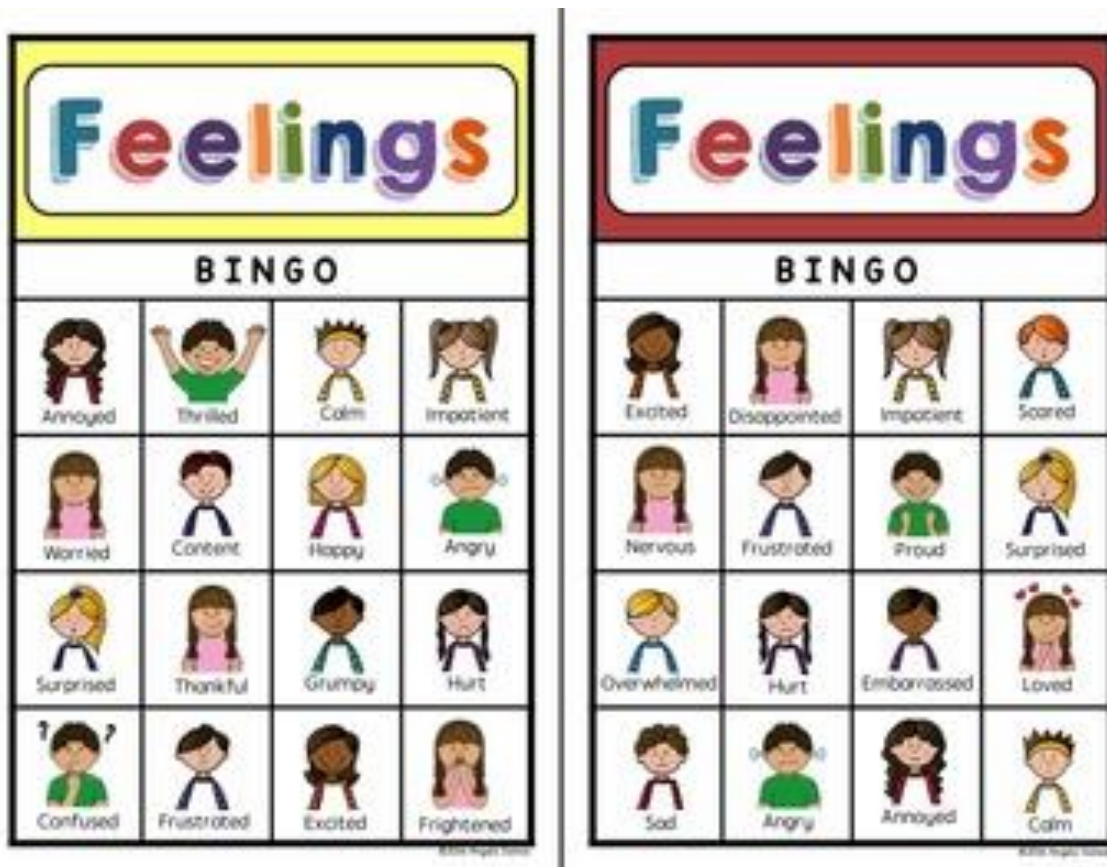 Feelings
BINGO
Annoyed Thrilled Calm Impatient
Worried Content Happy Angry
Surprised Thankful Grumpy Hurt
? ?
Confused Frustrated Excited Frightened
Feelings
BINGO
Excited Disappointed Impatient Scared
Nervous Frustrated Proud Surprised
Overwhelmed Hurt Embarrassed Loved
Sad Angry Annoyed Calm